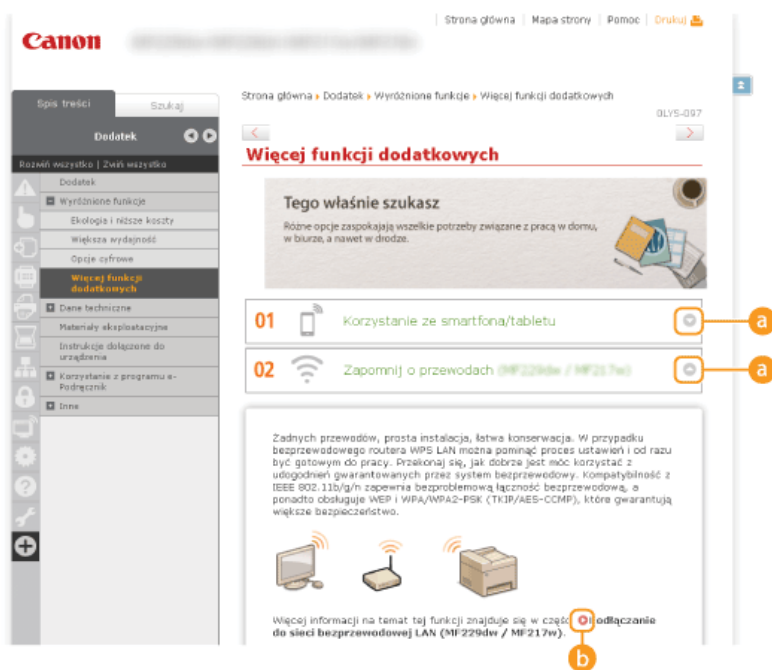 Strona główna | Mapa strony | Pomoc | Drukuj
Canon
Spis treści
Szukaj
Dodatek
Rozwiń wszystko | Zwiń wszystko
Dodatek
Wyróżnione funkcje
Ekologia i niższe koszty
Większa wydajność
Opcje cyfrowe
Więcej funkcji
dodatkowych
Dane techniczne
Materiały eksploatacyjne
Instrukcje dołączone do
urządzenia
Korzystanie z programu e-
Podręcznik
Inne
Strona główna Dodatek Wyróżnione funkcje Więcej funkcji dodatkowych
0LYS-097
Więcej funkcji dodatkowych
Tego właśnie szukasz
Różne opcje zaspokajają wszelkie potrzeby związane z pracą w domu,
w biurze, a nawet w drodze.
01 Korzystanie ze smartfona/tabletu
a
02 Zapomnij o przewodach (MF229dw / MF217w)
a
Żadnych przewodów, prosta instalacja, łatwa konserwacja. W przypadku
bezprzewodowego routera WPS LAN można pominąć proces ustawień i od razu
być gotowym do pracy. Przekonaj się, jak dobrze jest móc korzystać z
udogodnień gwarantowanych przez system bezprzewodowy. Kompatybilność z
IEEE 802.11b/g/n zapewnia bezproblemową łączność bezprzewodową, a
ponadto obsługuje WEP i WPA/WPA2-PSK (TKIP/AES-CCMP), które gwarantują
większe bezpieczeństwo.
Więcej informacji na temat tej funkcji znajduje się w części odłączanie
do sieci bezprzewodowej LAN (MF229dw / MF217w).
b